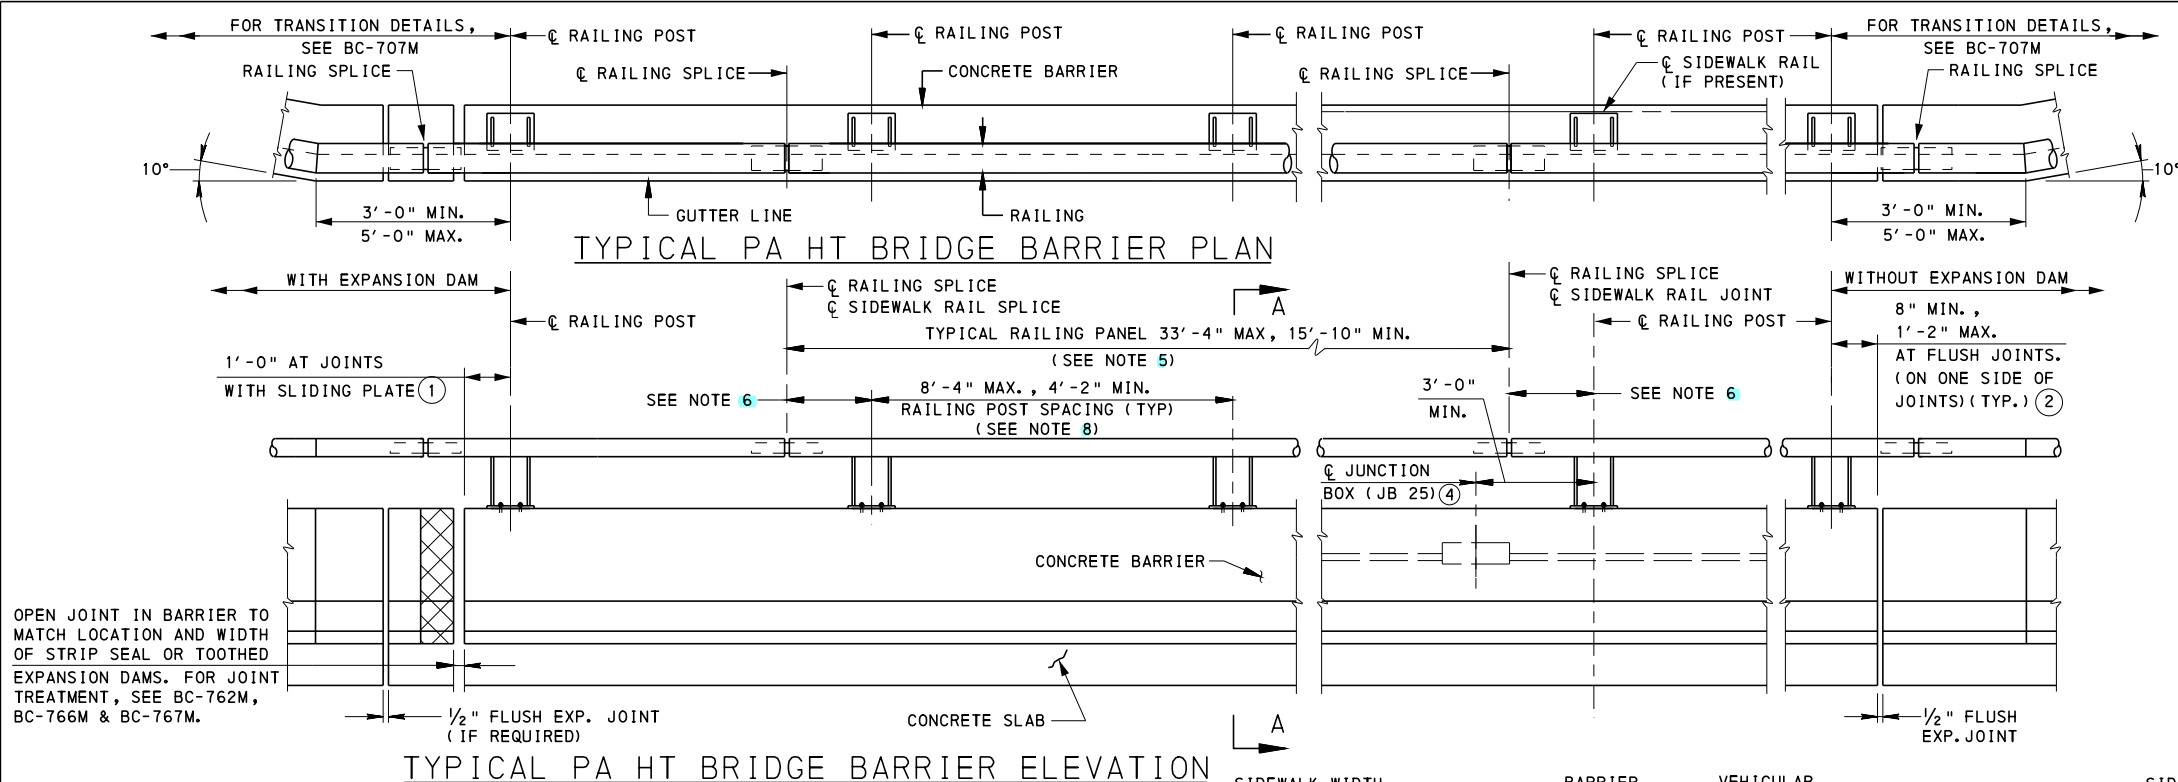 FOR TRANSITION DETAILS,
SEE BC-707M
RAILING SPLICE
℄ RAILING POST
℄ RAILING SPLICE
℄ RAILING POST
CONCRETE BARRIER
℄ RAILING POST
℄ RAILING SPLICE
℄ RAILING POST
℄ SIDEWALK RAIL
(IF PRESENT)
FOR TRANSITION DETAILS,
SEE BC-707M
RAILING SPLICE
10°
10°
3'-0" MIN.
5'-0" MAX.
GUTTER LINE
RAILING
3'-0" MIN.
5'-0" MAX.
TYPICAL PA HT BRIDGE BARRIER PLAN
WITH EXPANSION DAM
℄ RAILING POST
℄ RAILING SPLICE
℄ SIDEWALK RAIL SPLICE
A
℄ RAILING SPLICE
℄ SIDEWALK RAIL JOINT
℄ RAILING POST
WITHOUT EXPANSION DAM
8" MIN.,
1'-2" MAX.
AT FLUSH JOINTS.
(ON ONE SIDE OF
JOINTS)(TYP.) 2
TYPICAL RAILING PANEL 33'-4" MAX, 15'-10" MIN.
(SEE NOTE 5)
1'-0" AT JOINTS
WITH SLIDING PLATE 1
SEE NOTE 6
8'-4" MAX., 4'-2" MIN.
RAILING POST SPACING (TYP)
(SEE NOTE 8)
3'-0"
MIN.
SEE NOTE 6
℄ JUNCTION
BOX (JB 25) 4
CONCRETE BARRIER
OPEN JOINT IN BARRIER TO
MATCH LOCATION AND WIDTH
OF STRIP SEAL OR TOOTHED
EXPANSION DAMS. FOR JOINT
TREATMENT, SEE BC-762M,
BC-766M & BC-767M.
1/2" FLUSH EXP. JOINT
(IF REQUIRED)
CONCRETE SLAB
A
1/2" FLUSH
EXP. JOINT
TYPICAL PA HT BRIDGE BARRIER ELEVATION
SIDEWALK WIDTH
BARRIER
VEHICULAR